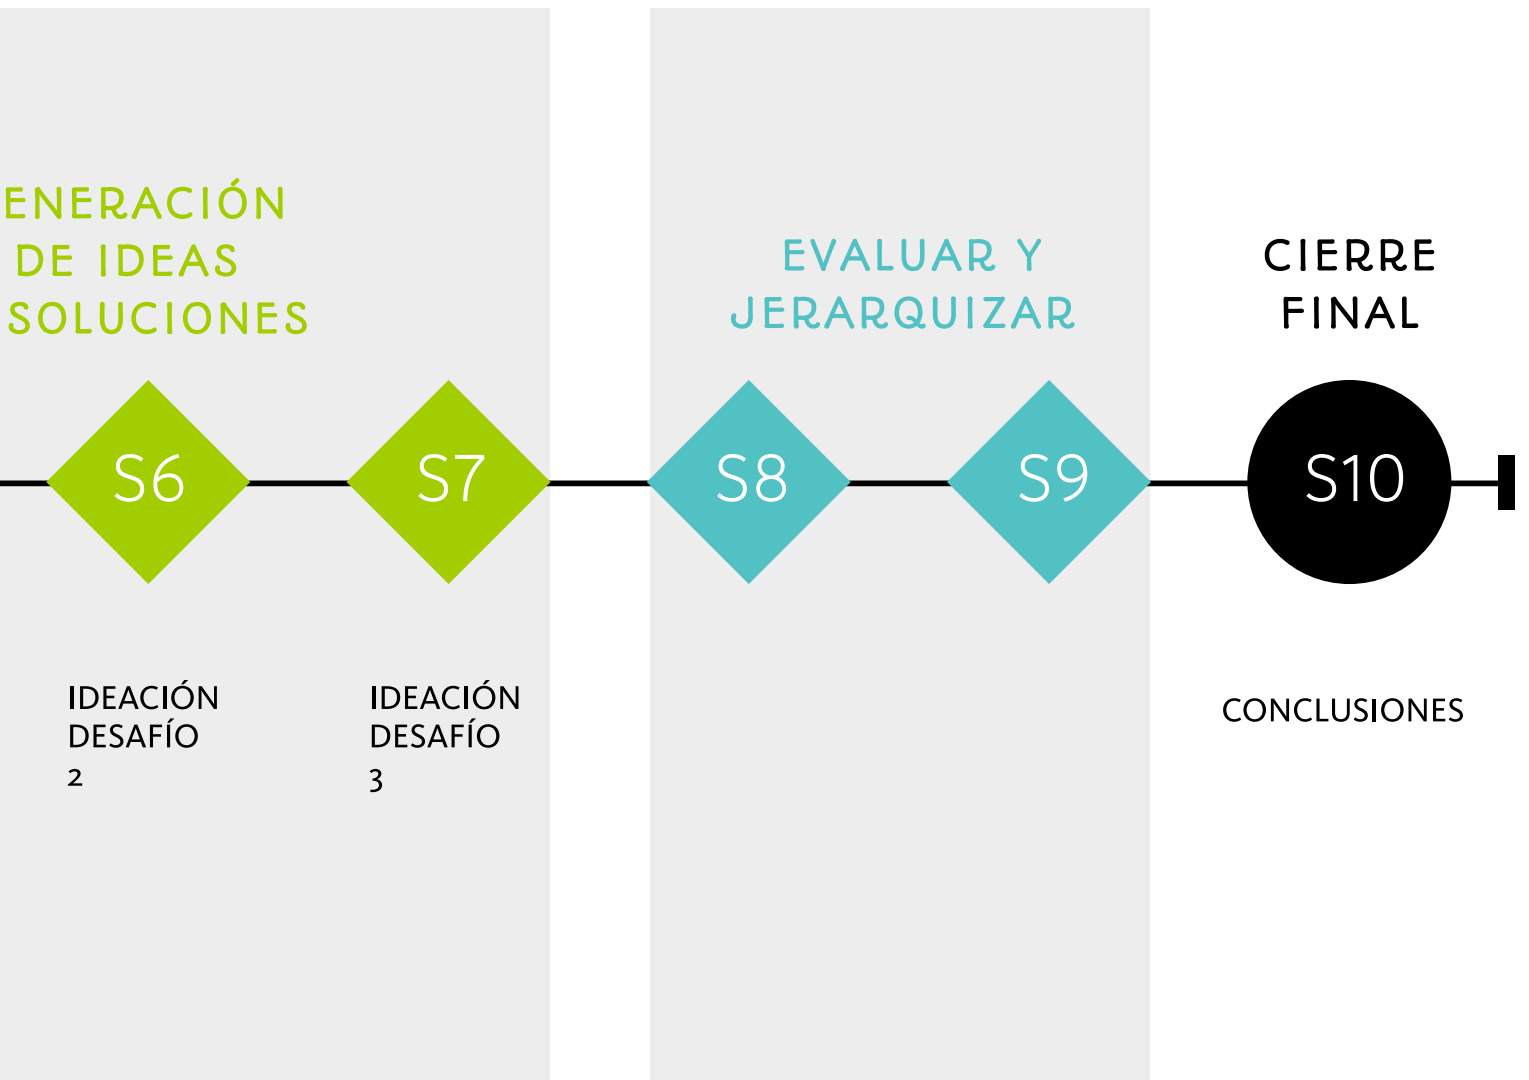 ENERACIÓN
DE IDEAS
SOLUCIONES
EVALUAR Y
JERARQUIZAR
CIERRE
FINAL
S6
S7
S8
S9
S10
IDEACIÓN
DESAFÍO
2
IDEACIÓN
DESAFÍO
3
CONCLUSIONES